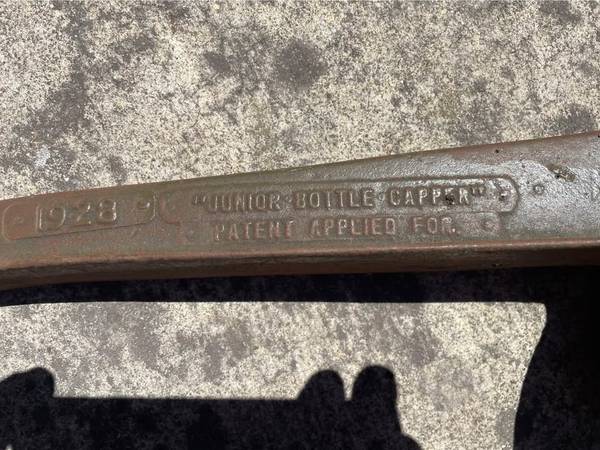 1928
"JUNIOR BOTTLE CAPPER"
PATENT APPLIED FOR.